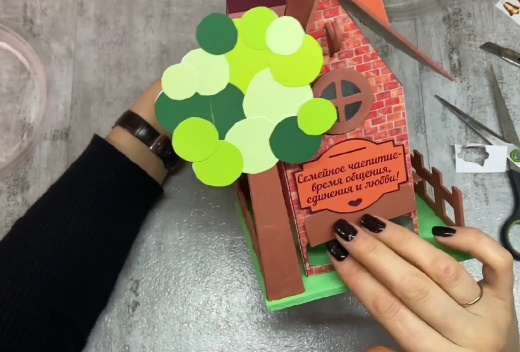 Семейное чаепитие-
время общения,
единения и любви!